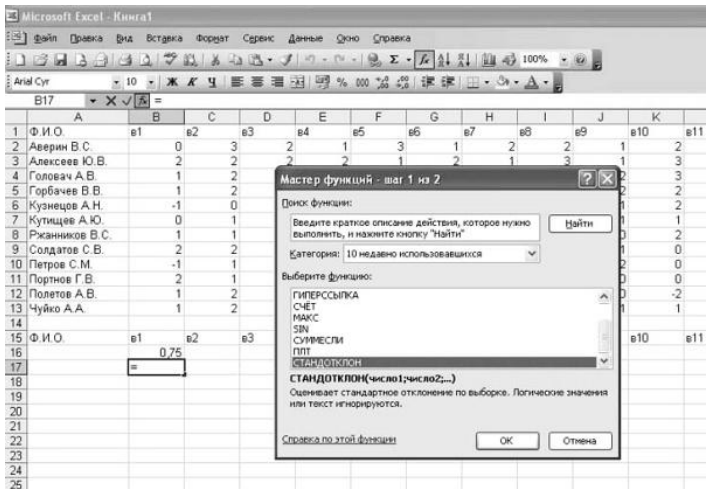 Microsoft Excel - Книга1
Файл Правка Вид Вставка Формат Сервис Данные Окно Справка
100%
Arial Cyr 10 Ж К Ч % 000
B17 =
A B C D E F G H I J K
1 Ф.И.О. в1 в2 в3 в4 в5 в6 в7 в8 в9 в10 в11
2 Аверин В.С. 0 3 2 1 3 1 2 2 1 2
3 Алексеев Ю.В. 2 2 2 1 3 1 3
4 Головач А.В. 1 2 3
5 Горбачев В.В. 1 2 2
6 Кузнецов А.Н. -1 0 2
7 Кутищев А.Ю. 0 1 1
8 Ржанников В.С. 1 1 2
9 Солдатов С.В. 2 2 0
10 Петров С.М. -1 1 0
11 Портнов Г.В. 2 1 0
12 Полетов А.В. 1 2 -2
13 Чуйко А.А. 1 2 1
14
15 Ф.И.О. в1 в2 в3 в10 в11
16 0,75
17 =
18
19
20
21
22
23
24
25
Мастер функций - шаг 1 из 2
Поиск функции:
Введите краткое описание действия, которое нужно
выполнить, и нажмите кнопку "Найти"
Найти
Категория: 10 недавно использовавшихся
Выберите функцию:
ГИПЕРССЫЛКА
СЧЁТ
МАКС
SIN
СУММЕСЛИ
ППТ
СТАНДОТКЛОН
СТАНДОТКЛОН(число1;число2;...)
Оценивает стандартное отклонение по выборке. Логические значения
или текст игнорируются.
Справка по этой функции
ОК Отмена